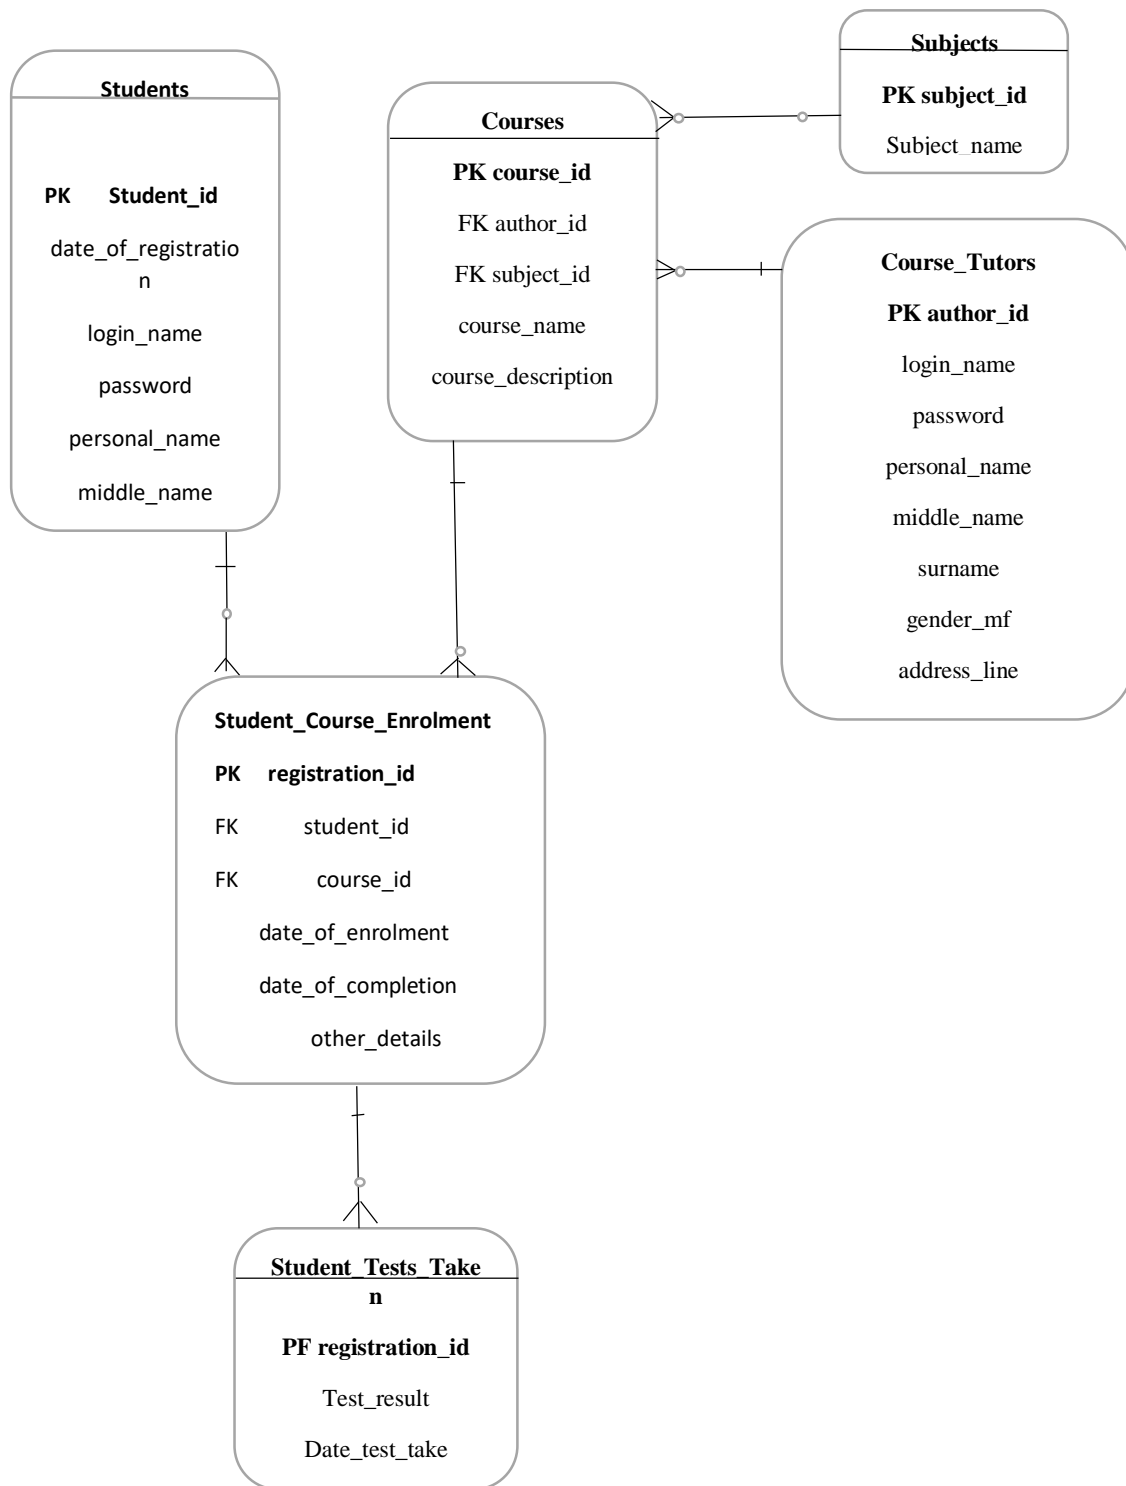 Students
PK Student_id
date_of_registratio
n
login_name
password
personal_name
middle_name
Courses
PK course_id
FK author_id
FK subject_id
course_name
course_description
Subjects
PK subject_id
Subject_name
Course_Tutors
PK author_id
login_name
password
personal_name
middle_name
surname
gender_mf
address_line
Student_Course_Enrolment
PK registration_id
FK student_id
FK course_id
date_of_enrolment
date_of_completion
other_details
Student_Tests_Take
n
PF registration_id
Test_result
Date_test_take